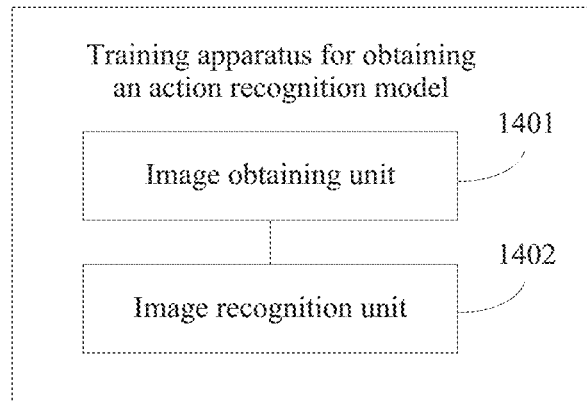 Training apparatus for obtaining
an action recognition model
1401
Image obtaining unit
1402
Image recognition unit